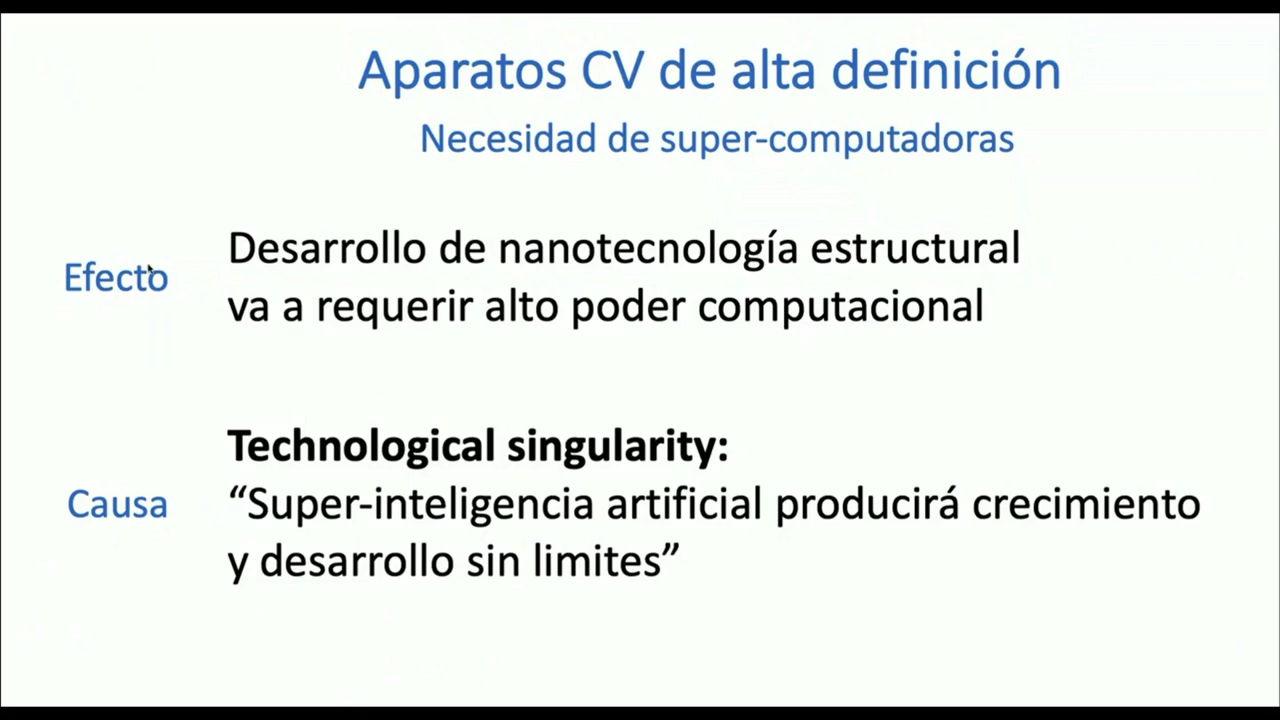 Aparatos CV de alta definición
Necesidad de super-computadoras
Efecto
Desarrollo de nanotecnología estructural
va a requerir alto poder computacional
Causa
Technological singularity:
“Super-inteligencia artificial producirá crecimiento
y desarrollo sin limites”